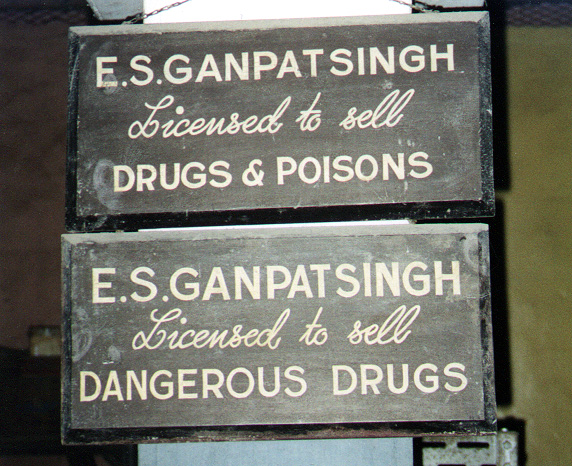 E.S.GANPATSINGH
Licensed to sell
DRUGS & POISONS
E.S.GANPATSINGH
Licensed to sell
DANGEROUS DRUGS